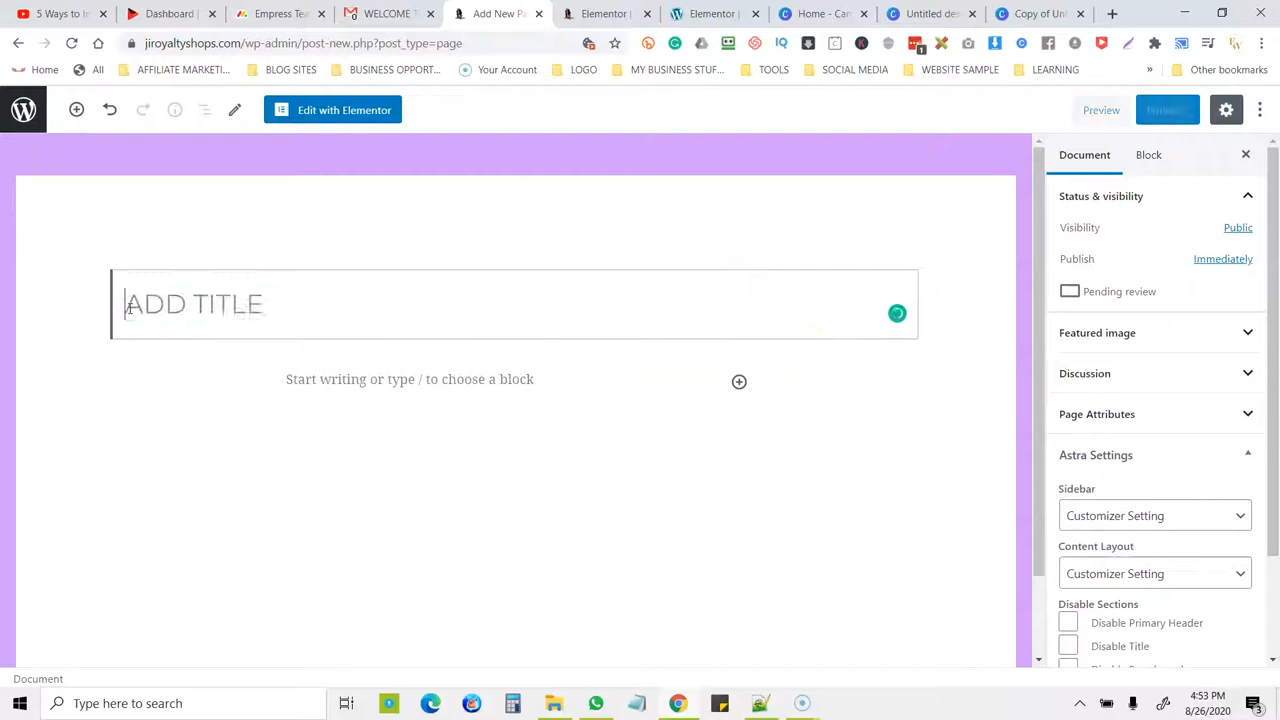 5 Ways to In
Dashboard |
Empress Tec
WELCOME T
Add New Pa
Elementor |
Elementor |
Home - Can
Untitled des
Copy of Unt
jiroyaltyshops.com/wp-admin/post-new.php?post_type=page
1
Home
All
AFFILIATE MARKETI...
BLOG SITES
BUSINESS OPPORT...
Your Account
LOGO
MY BUSINESS STUF...
TOOLS
SOCIAL MEDIA
WEBSITE SAMPLE
LEARNING
»
Other bookmarks
Edit with Elementor
Preview
Document
Block
Status & visibility
Visibility
Public
Publish
Immediately
Pending review
ADD TITLE
Start writing or type / to choose a block
Featured image
Discussion
Page Attributes
Astra Settings
Sidebar
Customizer Setting
Content Layout
Customizer Setting
Disable Sections
Disable Primary Header
Disable Title
Document
Type here to search
4:53 PM
8/26/2020
3